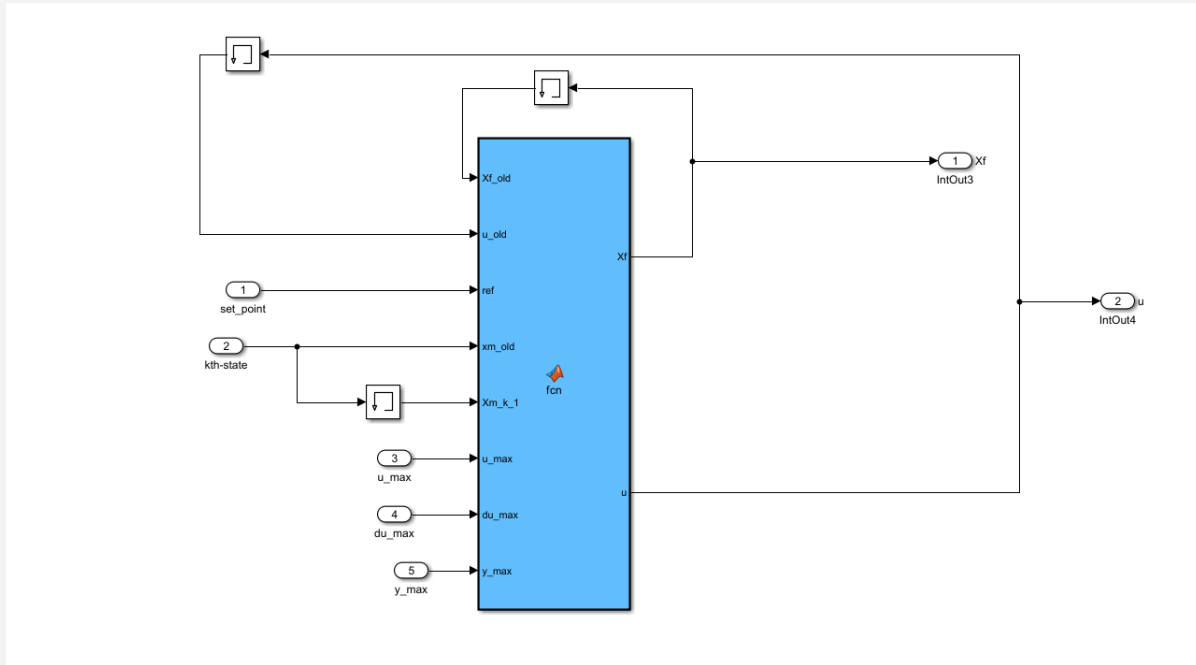 1 Xf
IntOut3
Xf_old
u_old
Xf
1
ref
set_point
2 u
IntOut4
2
xm_old
kth-state
fcn
Xm_k_1
3
u_max
u_max
u
4
du_max
du_max
5
y_max
y_max